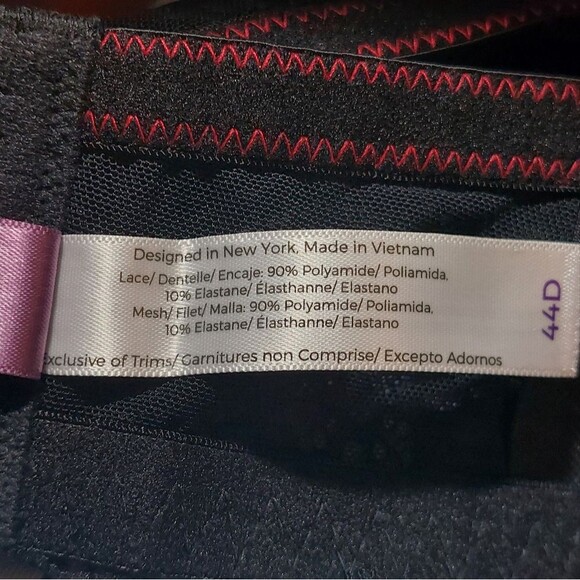 Designed in New York, Made in Vietnam
Lace/ Dentelle/ Encaje: 90% Polyamide/ Poliamida,
10% Elastane/ Élasthanne/ Elastano
Mesh/ Filet/ Malla: 90% Polyamide/ Poliamida,
10% Elastane/ Élasthanne/ Elastano
xclusive of Trims/ Garnitures non Comprise/ Excepto Adornos
44D